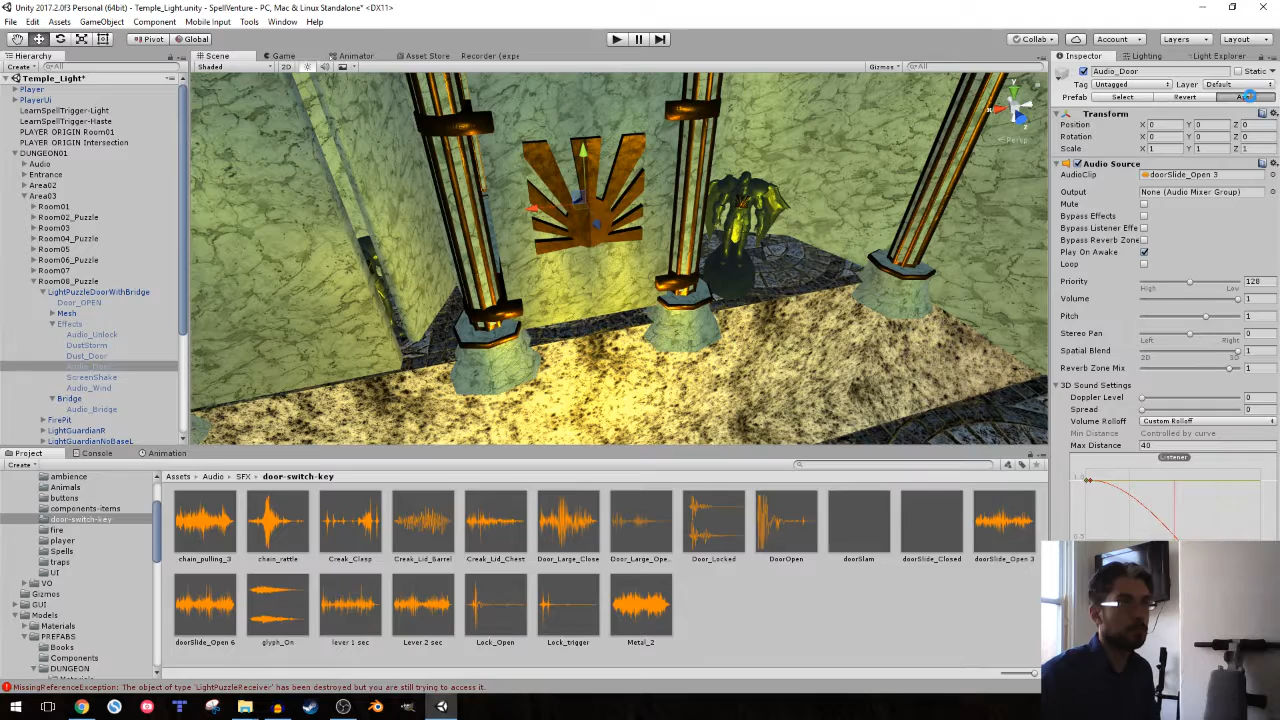 Unity 2017.2.0f3 Personal (64bit) - Temple_Light.unity - SpellVenture - PC, Mac & Linux Standalone* <DX11>
File Edit Assets GameObject Component Mobile Input Tools Window Help
Pivot Global Collab Account Layers Layout
Hierarchy Scene Game Animator Asset Store Recorder (expe Inspector Lighting Light Explorer
Create All Shaded 2D Gizmos All
Audio_Door Static
Temple_Light*
Tag Untagged Layer Default
Player
Prefab Select Revert
PlayerUi
LearnSpellTrigger-Light
Transform
LearnSpellTrigger-Haste
Position X 0 Y 0 Z 0
PLAYER ORIGIN Room01
Rotation X 0 Y 0 Z 0
PLAYER ORIGIN Intersection
Scale X 1 Y 1 Z 1
Persp
DUNGEON01
Audio
Audio Source
Entrance
AudioClip doorSlide_Open 3
Area02
Output None (Audio Mixer Group)
Area03
Mute
Room01
Bypass Effects
Room02_Puzzle
Bypass Listener Effe
Room03
Bypass Reverb Zone
Room04_Puzzle
Play On Awake
Room05
Loop
Room06_Puzzle
Room07
Priority 128
High Low
Room08_Puzzle
Volume 1
LightPuzzleDoorWithBridge
Door_OPEN
Pitch 1
Mesh
Effects
Stereo Pan 0
Left Right
Audio_Unlock
DustStorm
Spatial Blend 1
2D 3D
Dust_Door
Reverb Zone Mix 1
ScreenShake
3D Sound Settings
Audio_Wind
Doppler Level 0
Bridge
Spread 0
Audio_Bridge
Volume Rolloff Custom Rolloff
FirePit
Min Distance Controlled by curve
LightGuardianR
Max Distance 40
LightGuardianNoBaseL
Project Console Animation
Listener
Create
ambience
Assets Audio SFX door-switch-key
1.0
Animals
buttons
components-items
door-switch-key
fire
player
Spells
traps
UI
VO
Gizmos
GUI
Models
Materials
PREFABS
Books
Components
DUNGEON
chain_pulling_3 chain_rattle Creak_Clasp Creak_Lid_Barrel Creak_Lid_Chest Door_Large_Close Door_Large_Ope... Door_Locked DoorOpen doorSlam doorSlide_Closed doorSlide_Open 3
doorSlide_Open 6 glyph_On lever 1 sec Lever 2 sec Lock_Open Lock_trigger Metal_2
MissingReferenceException: The object of type 'LightPuzzleReceiver' has been destroyed but you are still trying to access it.